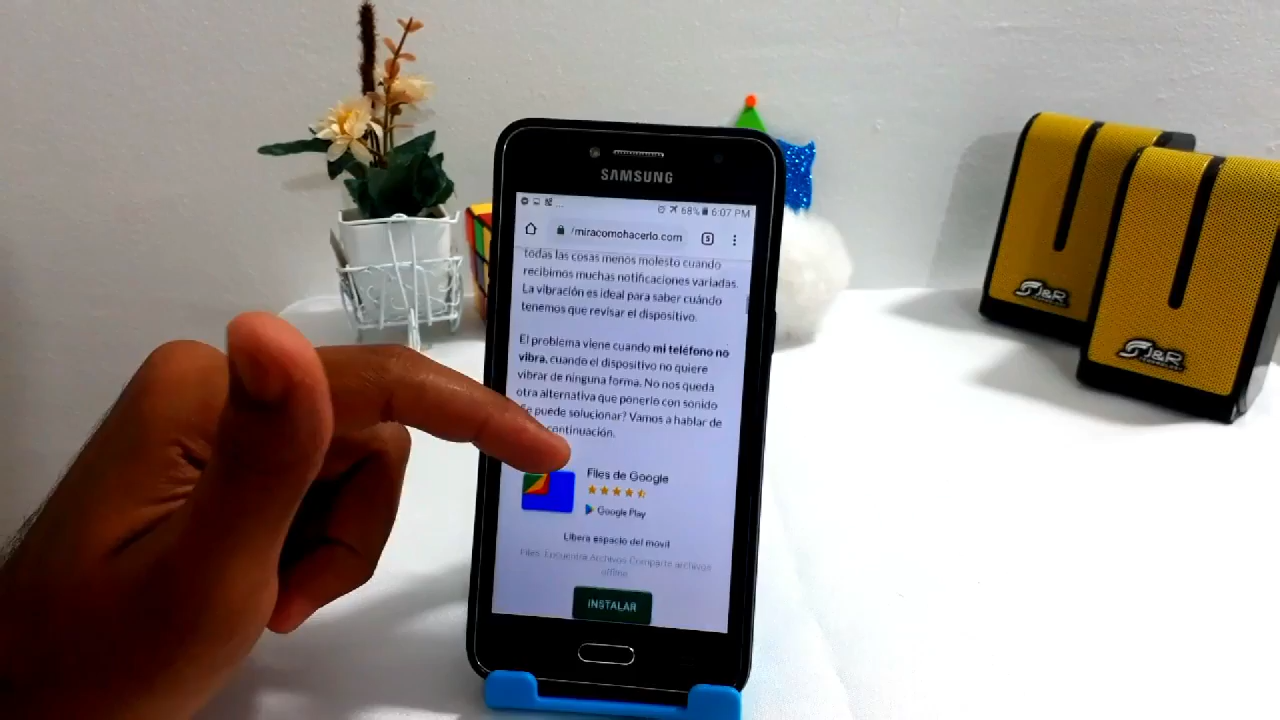 SAMSUNG
68% 6:07 PM
/miracomohacerlo.com
5
todas las cosas menos molesto cuando
recibimos muchas notificaciones variadas.
La vibración es ideal para saber cuándo
tenemos que revisar el dispositivo.
El problema viene cuando mi teléfono no
vibra, cuando el dispositivo no quiere
vibrar de ninguna forma. No nos queda
otra alternativa que ponerlo con sonido
Se puede solucionar? Vamos a hablar de
continuación.
Files de Google
Google Play
Libera espacio del movil
Files: Encuentra Archivos Comparte archivos
offline
INSTALAR
J&R
J&R